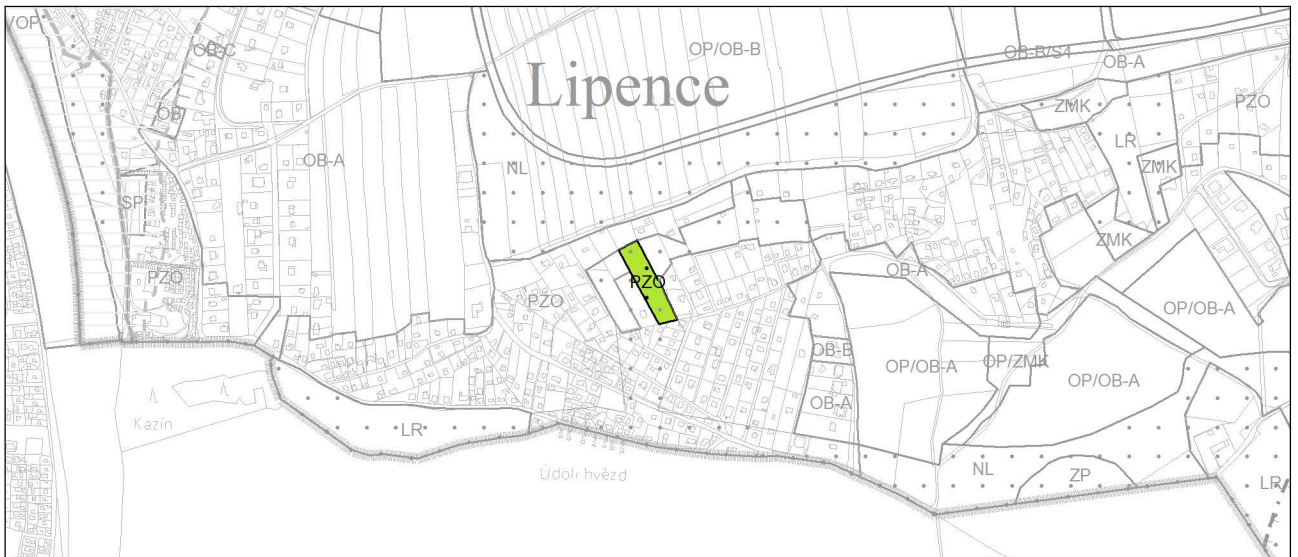 /OP
OB-C
OP/OB-B
OB-B/S4
OB-A
Lipence
OB
ZMK
PZO
OB-A
NL
LR
ZMK
SP
ZMK
PZO
PZO
PZO
OB-A
OP/OB-A
OB-B
OP/OB-A
OP/ZMK
OP/OB-A
OB-A
Kazín
LR
NL
ZP
LR
Údolí hvězd